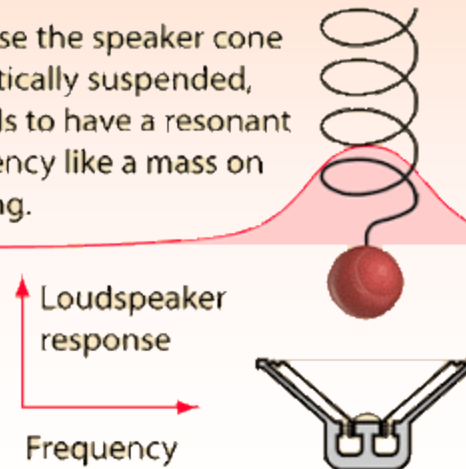 se the speaker cone
tically suspended,
ls to have a resonant
ency like a mass on
ng.
Loudspeaker
response
Frequency